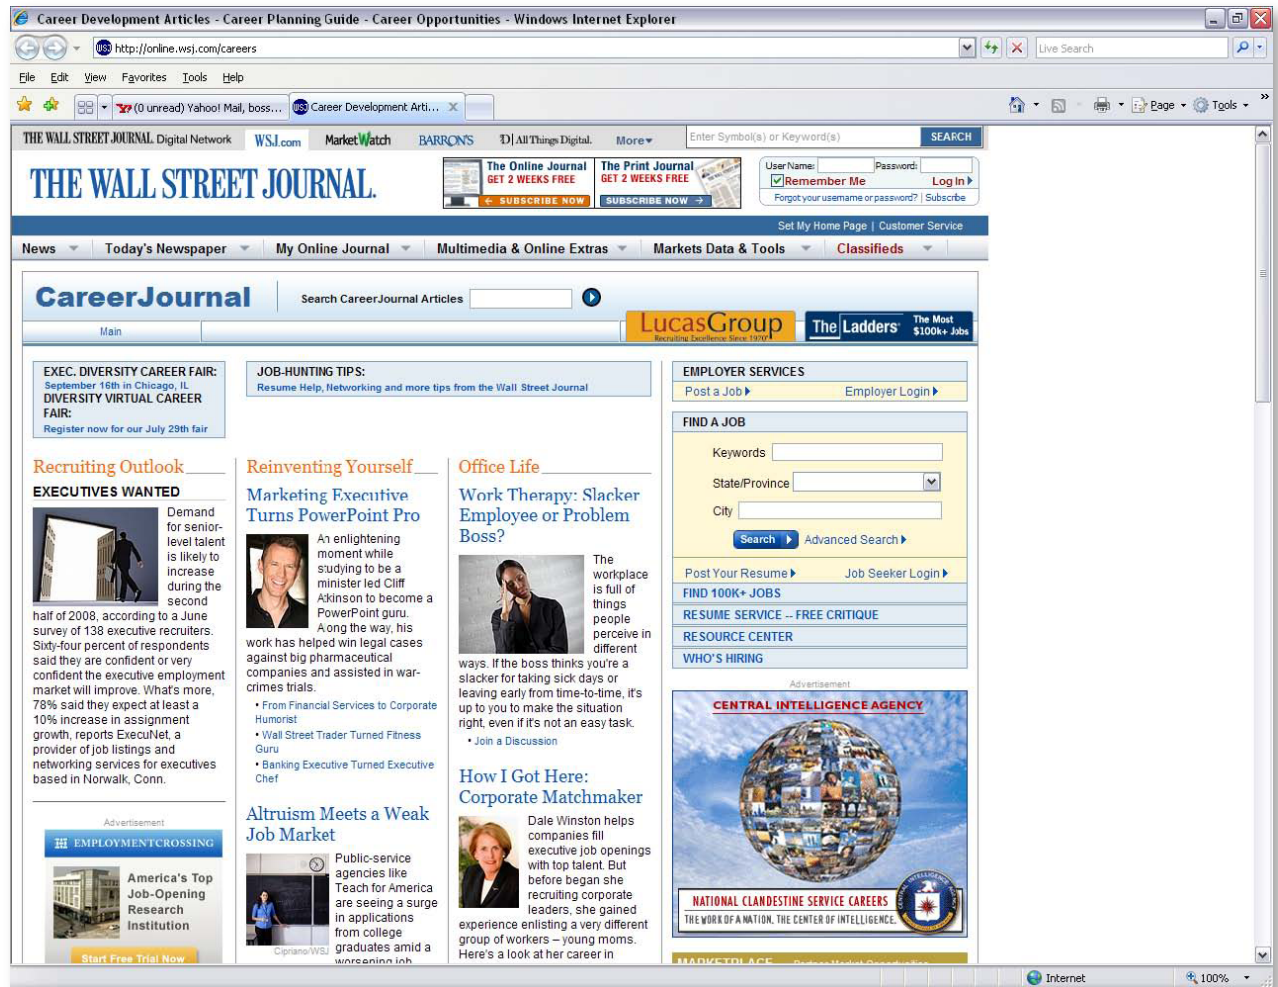 Career Development Articles - Career Planning Guide - Career Opportunities - Windows Internet Explorer
http://online.wsj.com/careers
Live Search
File Edit View Favorites Tools Help
(0 unread) Yahoo! Mail, boss... Career Development Arti... X
Page Tools
THE WALL STREET JOURNAL. Digital Network WSJ.com MarketWatch BARRON'S D| All Things Digital. More
Enter Symbol(s) or Keyword(s) SEARCH
THE WALL STREET JOURNAL.
The Online Journal
GET 2 WEEKS FREE
← SUBSCRIBE NOW
The Print Journal
GET 2 WEEKS FREE
SUBSCRIBE NOW →
User Name: Password:
Remember Me Log In
Forgot your username or password? | Subscribe
Set My Home Page | Customer Service
News Today's Newspaper My Online Journal Multimedia & Online Extras Markets Data & Tools Classifieds
CareerJournal
Search CareerJournal Articles
Main
LucasGroup
Recruiting Excellence Since 1970
The Ladders
The Most
$100k+ Jobs
EXEC. DIVERSITY CAREER FAIR:
September 16th in Chicago, IL
DIVERSITY VIRTUAL CAREER
FAIR:
Register now for our July 29th fair
JOB-HUNTING TIPS:
Resume Help, Networking and more tips from the Wall Street Journal
Recruiting Outlook
EXECUTIVES WANTED
Demand
for senior-
level talent
is likely to
increase
during the
second
half of 2008, according to a June
survey of 138 executive recruiters.
Sixty-four percent of respondents
said they are confident or very
confident the executive employment
market will improve. What's more,
78% said they expect at least a
10% increase in assignment
growth, reports ExecuNet, a
provider of job listings and
networking services for executives
based in Norwalk, Conn.
Advertisement
EMPLOYMENTCROSSING
America's Top
Job-Opening
Research
Institution
Start Free Trial Now
Reinventing Yourself
Marketing Executive
Turns PowerPoint Pro
An enlightening
moment while
studying to be a
minister led Cliff
Atkinson to become a
PowerPoint guru.
Along the way, his
work has helped win legal cases
against big pharmaceutical
companies and assisted in war-
crimes trials.
• From Financial Services to Corporate
Humorist
• Wall Street Trader Turned Fitness
Guru
• Banking Executive Turned Executive
Chef
Altruism Meets a Weak
Job Market
Public-service
agencies like
Teach for America
are seeing a surge
in applications
from college
graduates amid a
worsening job
Cipriano/WSJ
Office Life
Work Therapy: Slacker
Employee or Problem
Boss?
The
workplace
is full of
things
people
perceive in
different
ways. If the boss thinks you're a
slacker for taking sick days or
leaving early from time-to-time, it's
up to you to make the situation
right, even if it's not an easy task.
• Join a Discussion
How I Got Here:
Corporate Matchmaker
Dale Winston helps
companies fill
executive job openings
with top talent. But
before began she
recruiting corporate
leaders, she gained
experience enlisting a very different
group of workers – young moms.
Here's a look at her career in
EMPLOYER SERVICES
Post a Job Employer Login
FIND A JOB
Keywords
State/Province
City
Search Advanced Search
Post Your Resume Job Seeker Login
FIND 100K+ JOBS
RESUME SERVICE -- FREE CRITIQUE
RESOURCE CENTER
WHO'S HIRING
Advertisement
CENTRAL INTELLIGENCE AGENCY
NATIONAL CLANDESTINE SERVICE CAREERS
THE WORK OF A NATION. THE CENTER OF INTELLIGENCE.
MARKETPLACE Partner Market Opportunities
Internet 100%